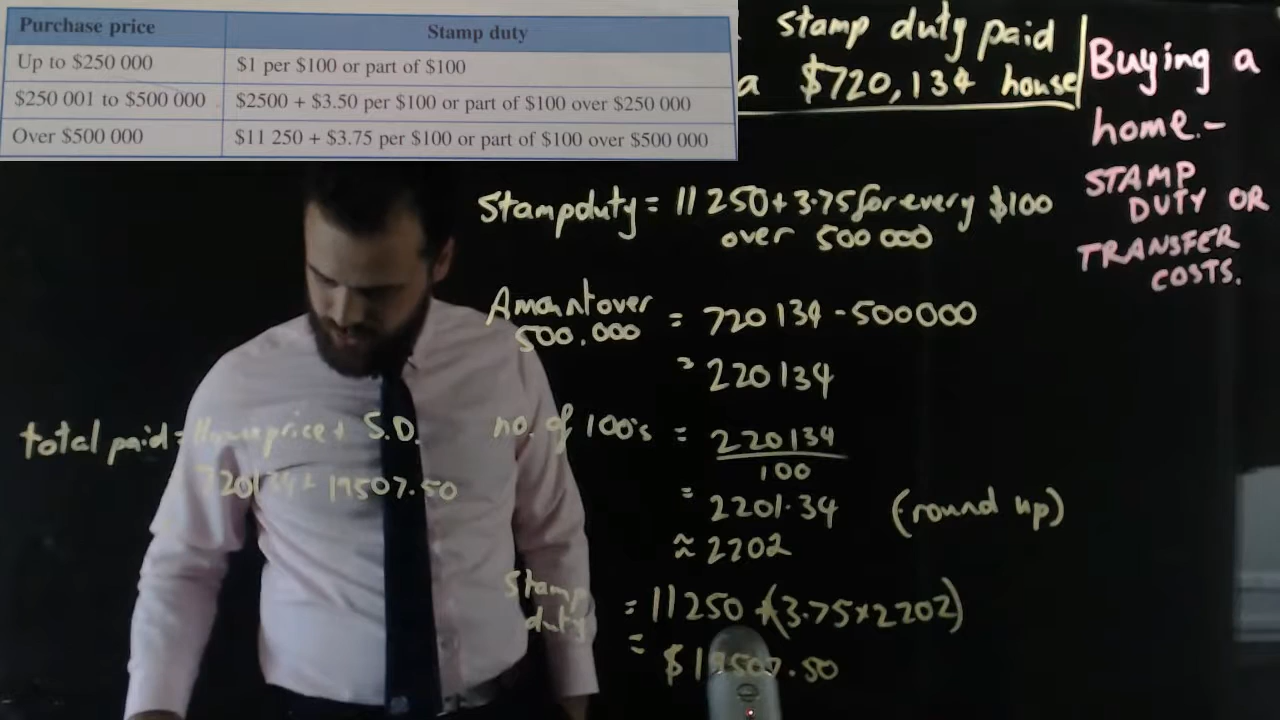 Purchase price Stamp duty
Up to $250 000 $1 per $100 or part of $100
$250 001 to $500 000 $2500 + $3.50 per $100 or part of $100 over $250 000
Over $500 000 $11 250 + $3.75 per $100 or part of $100 over $500 000
stamp duty paid
a $720,134 house
Buying a
home.-
STAMP
DUTY OR
TRANSFER
COSTS.
Stampduty = 11 250 + 3.75 for every $100
over 500 000
Amount over
500.000
= 720 134 - 500000
= 220134
no. of 100's = 220134
100
= 2201.34 (round up)
≈ 2202
Stamp
duty
= 11250 + (3.75×2202)
= $19507.50
total paid = House price + S.D.
720134 + 19507.50